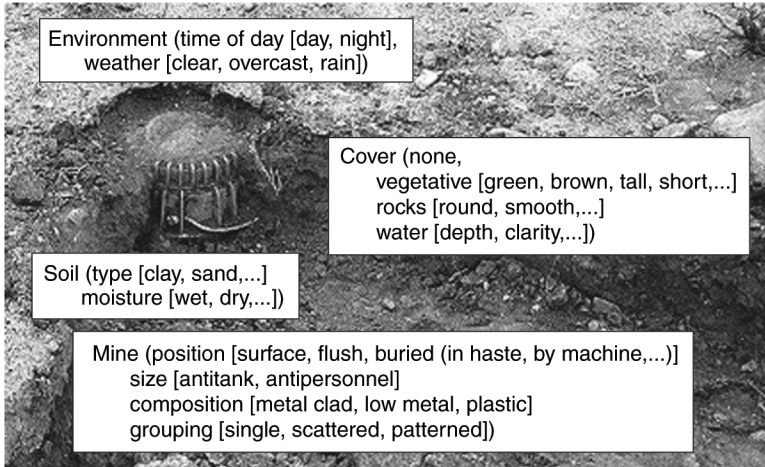 Environment (time of day [day, night],
weather [clear, overcast, rain])
Cover (none,
vegetative [green, brown, tall, short,...]
rocks [round, smooth,...]
water [depth, clarity,...])
Soil (type [clay, sand,...]
moisture [wet, dry,...])
Mine (position [surface, flush, buried (in haste, by machine,...)]
size [antitank, antipersonnel]
composition [metal clad, low metal, plastic]
grouping [single, scattered, patterned])